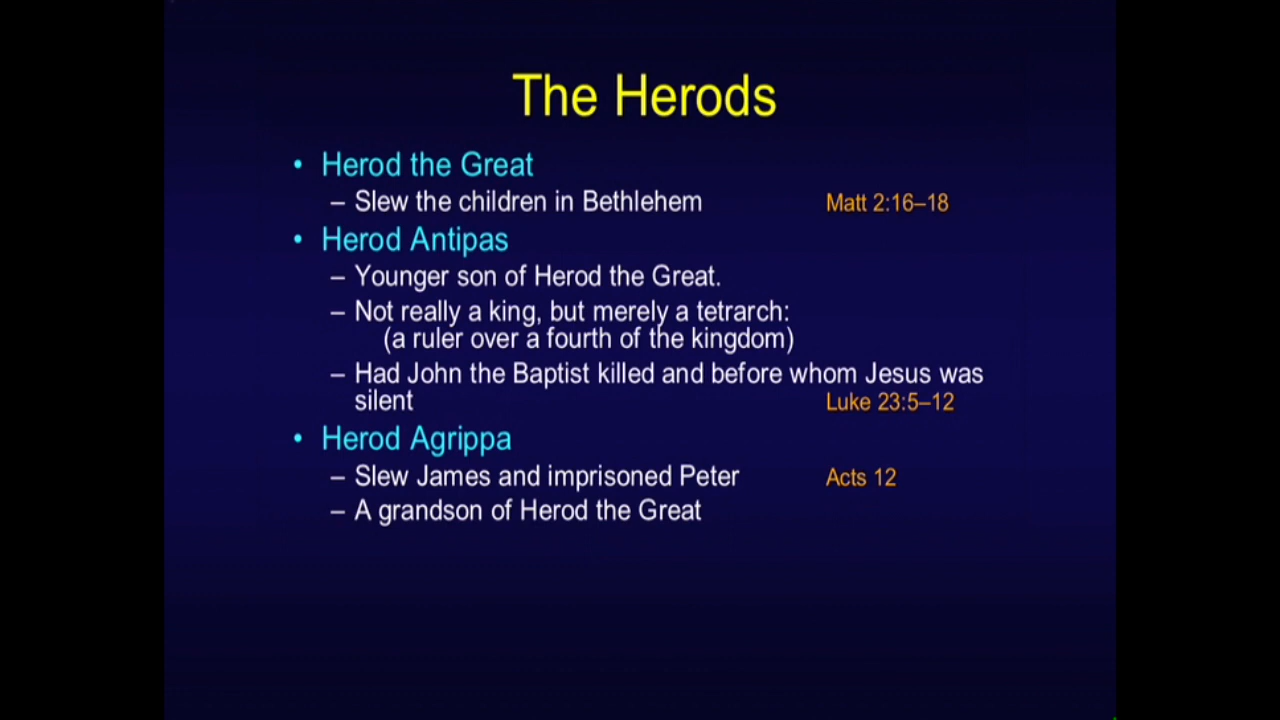 The Herods
• Herod the Great
– Slew the children in Bethlehem Matt 2:16–18
• Herod Antipas
– Younger son of Herod the Great.
– Not really a king, but merely a tetrarch:
(a ruler over a fourth of the kingdom)
– Had John the Baptist killed and before whom Jesus was
silent Luke 23:5–12
• Herod Agrippa
– Slew James and imprisoned Peter Acts 12
– A grandson of Herod the Great